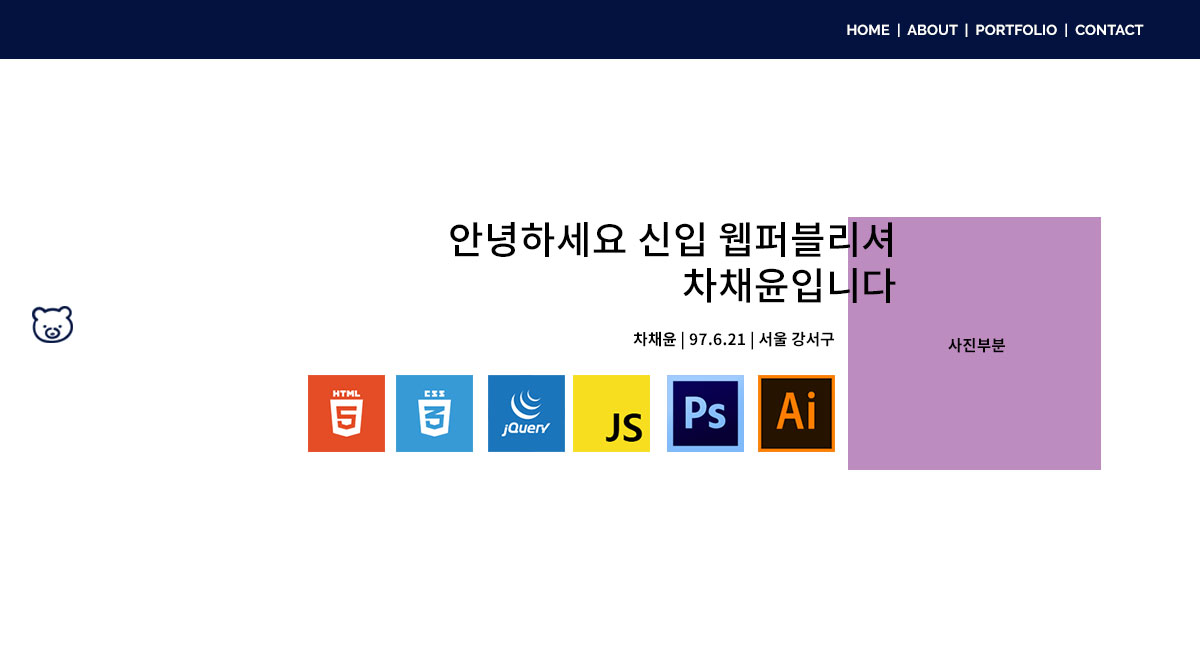 HOME | ABOUT | PORTFOLIO | CONTACT
안녕하세요 신입 웹퍼블리셔
차채윤입니다
차채윤 | 97.6.21 | 서울 강서구
사진부분
HTML 5
CSS 3
jQuery
JS
Ps
Ai